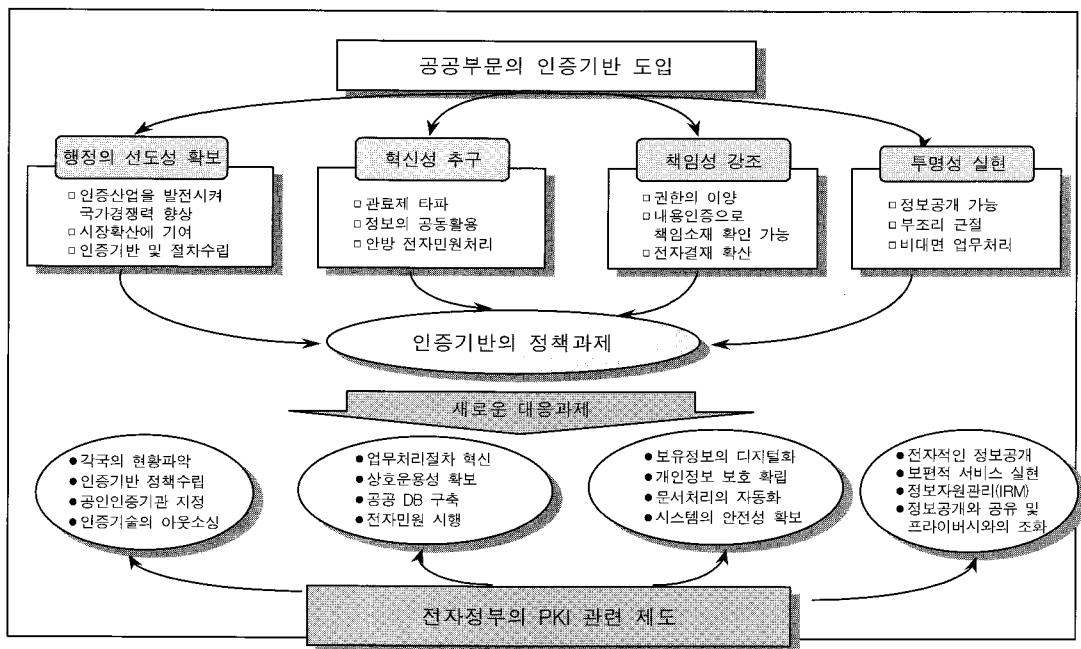 공공부문의 인증기반 도입
행정의 선도성 확보
□ 인증산업을 발전시켜
국가경쟁력 향상
□ 시장확산에 기여
□ 인증기반 및 절차수립
혁신성 추구
□ 관료제 타파
□ 정보의 공동활용
□ 안방 전자민원처리
책임성 강조
□ 권한의 이양
□ 내용인증으로
책임소재 확인 가능
□ 전자결재 확산
투명성 실현
□ 정보공개 가능
□ 부조리 근절
□ 비대면 업무처리
인증기반의 정책과제
새로운 대응과제
● 각국의 현황파악
● 인증기반 정책수립
● 공인인증기관 지정
● 인증기술의 아웃소싱
● 업무처리절차 혁신
● 상호운용성 확보
● 공공 DB 구축
● 전자민원 시행
● 보유정보의 디지털화
● 개인정보 보호 확립
● 문서처리의 자동화
● 시스템의 안전성 확보
● 전자적인 정보공개
● 보편적 서비스 실현
● 정보자원관리(IRM)
● 정보공개와 공유 및
프라이버시와의 조화
전자정부의 PKI 관련 제도